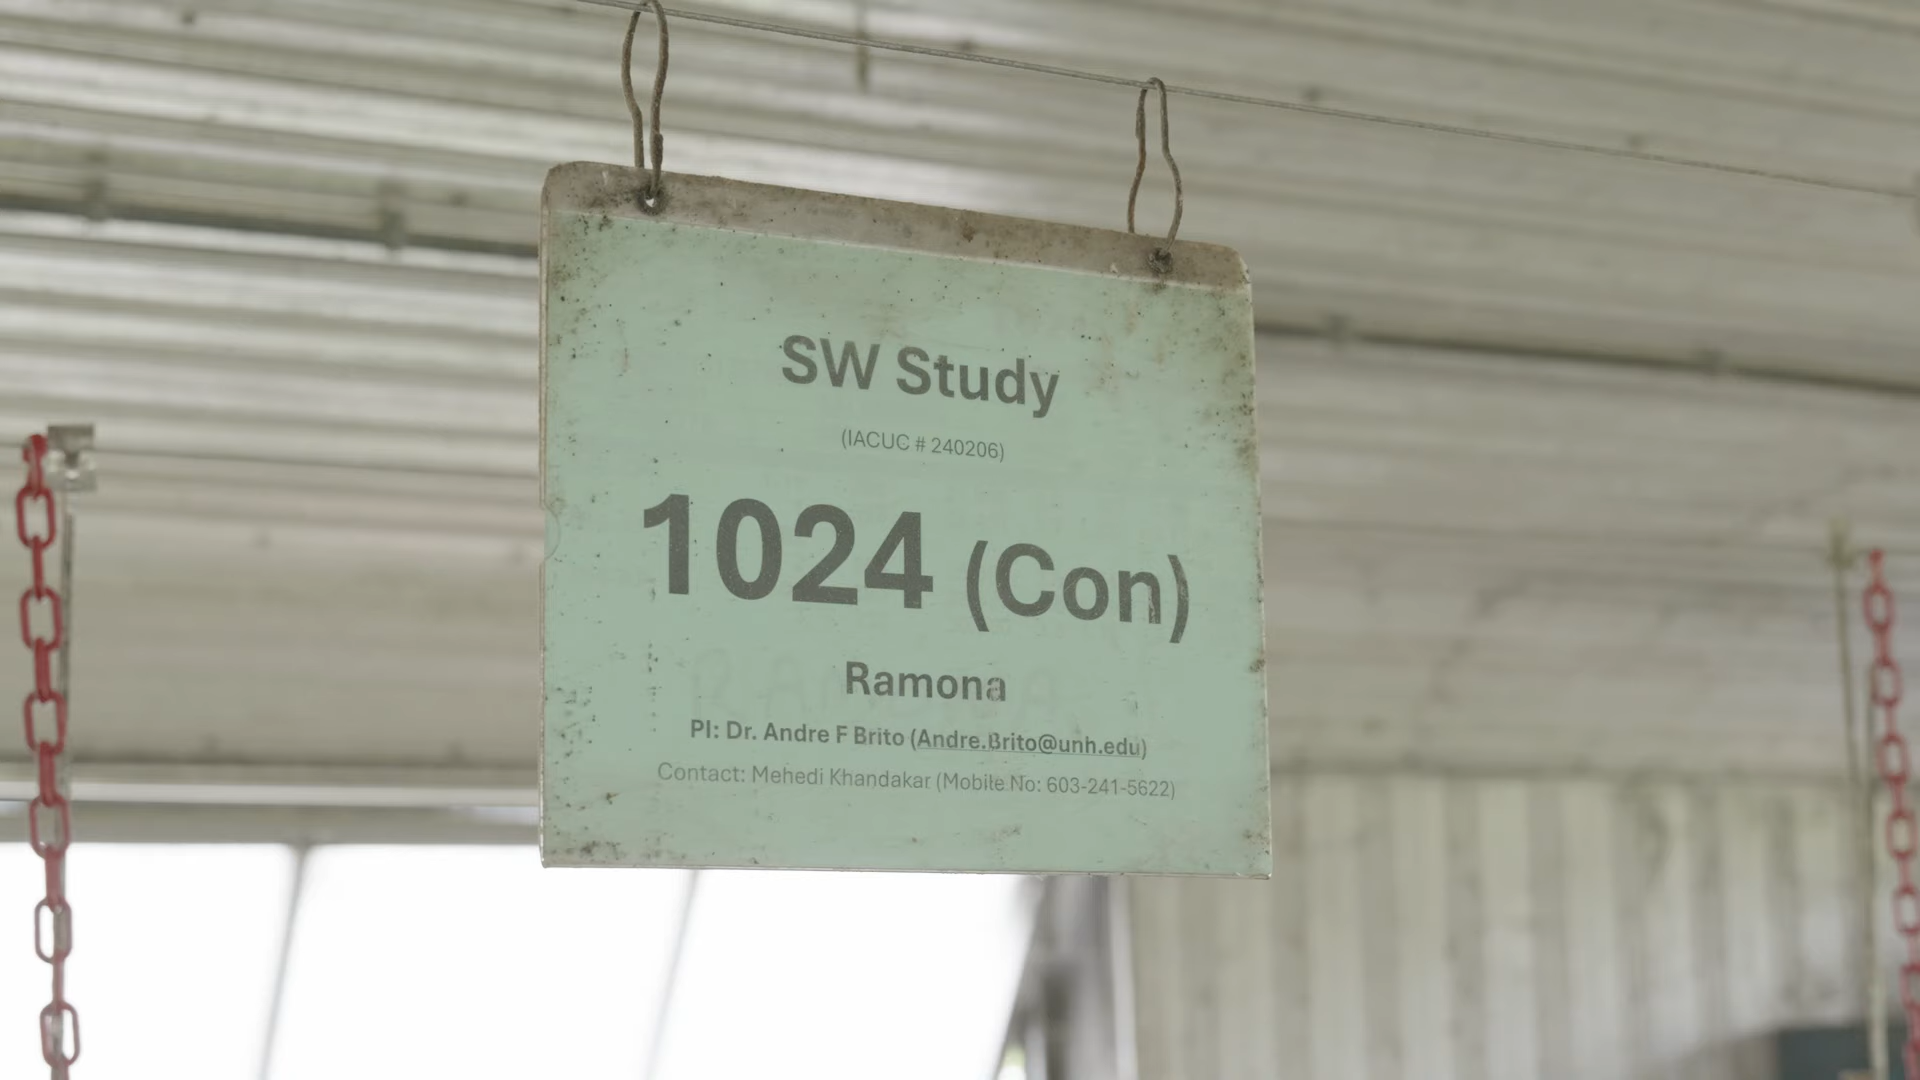 SW Study
(IACUC # 240206)
1024 (Con)
Ramona
PI: Dr. Andre F Brito (Andre.Brito@unh.edu)
Contact: Mehedi Khandakar (Mobile No: 603-241-5622)